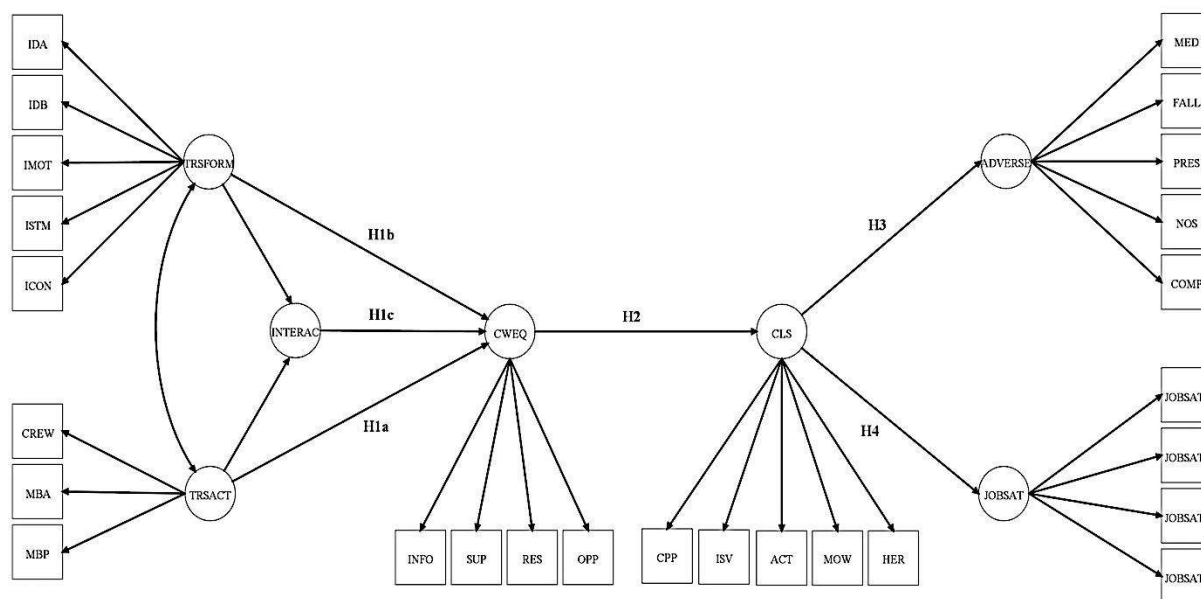 IDA
IDB
IMOT
ISTM
ICON
TRSFORM
H1b
INTERAC
H1c
CREW
MBA
MBP
TRSACT
H1a
CWEQ
INFO
SUP
RES
OPP
H2
CLS
CPP
ISV
ACT
MOW
HER
H3
H4
ADVERSE
MED
FALL
PRES
NOS
COMP
JOBSAT
JOBSAT
JOBSAT
JOBSAT
JOBSAT